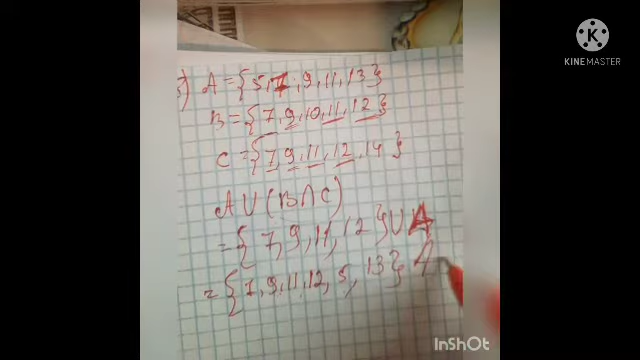 K
KINEMASTER
A = {5, 7, 9, 11, 13}
B = {7, 9, 10, 11, 12}
C = {7, 9, 11, 12, 14}
A ∪ (B ∩ C)
= { 7, 9, 11, 12 } ∪ A
= { 7, 9, 11, 12, 5, 13 } A
InShOt